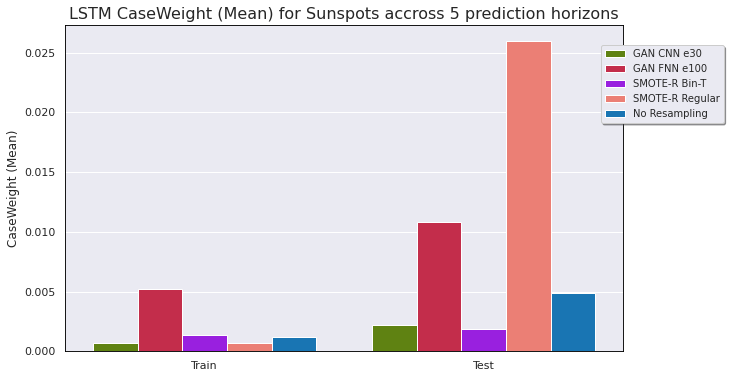 LSTM CaseWeight (Mean) for Sunspots accross 5 prediction horizons
CaseWeight (Mean)
0.025
0.020
0.015
0.010
0.005
0.000
Train
Test
GAN CNN e30
GAN FNN e100
SMOTE-R Bin-T
SMOTE-R Regular
No Resampling